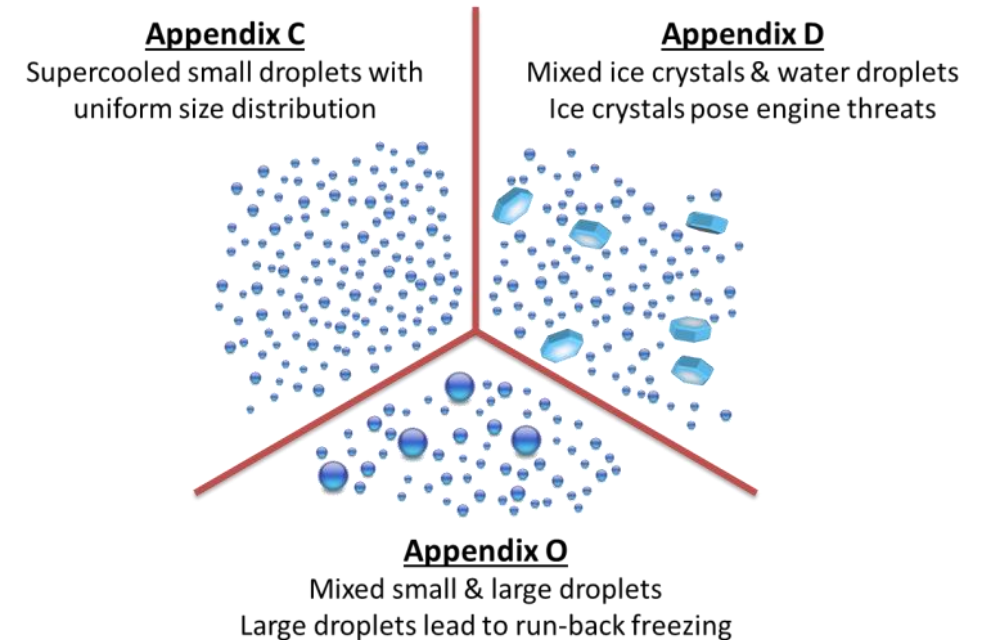 Appendix C
Supercooled small droplets with
uniform size distribution
Appendix D
Mixed ice crystals & water droplets
Ice crystals pose engine threats
Appendix O
Mixed small & large droplets
Large droplets lead to run-back freezing